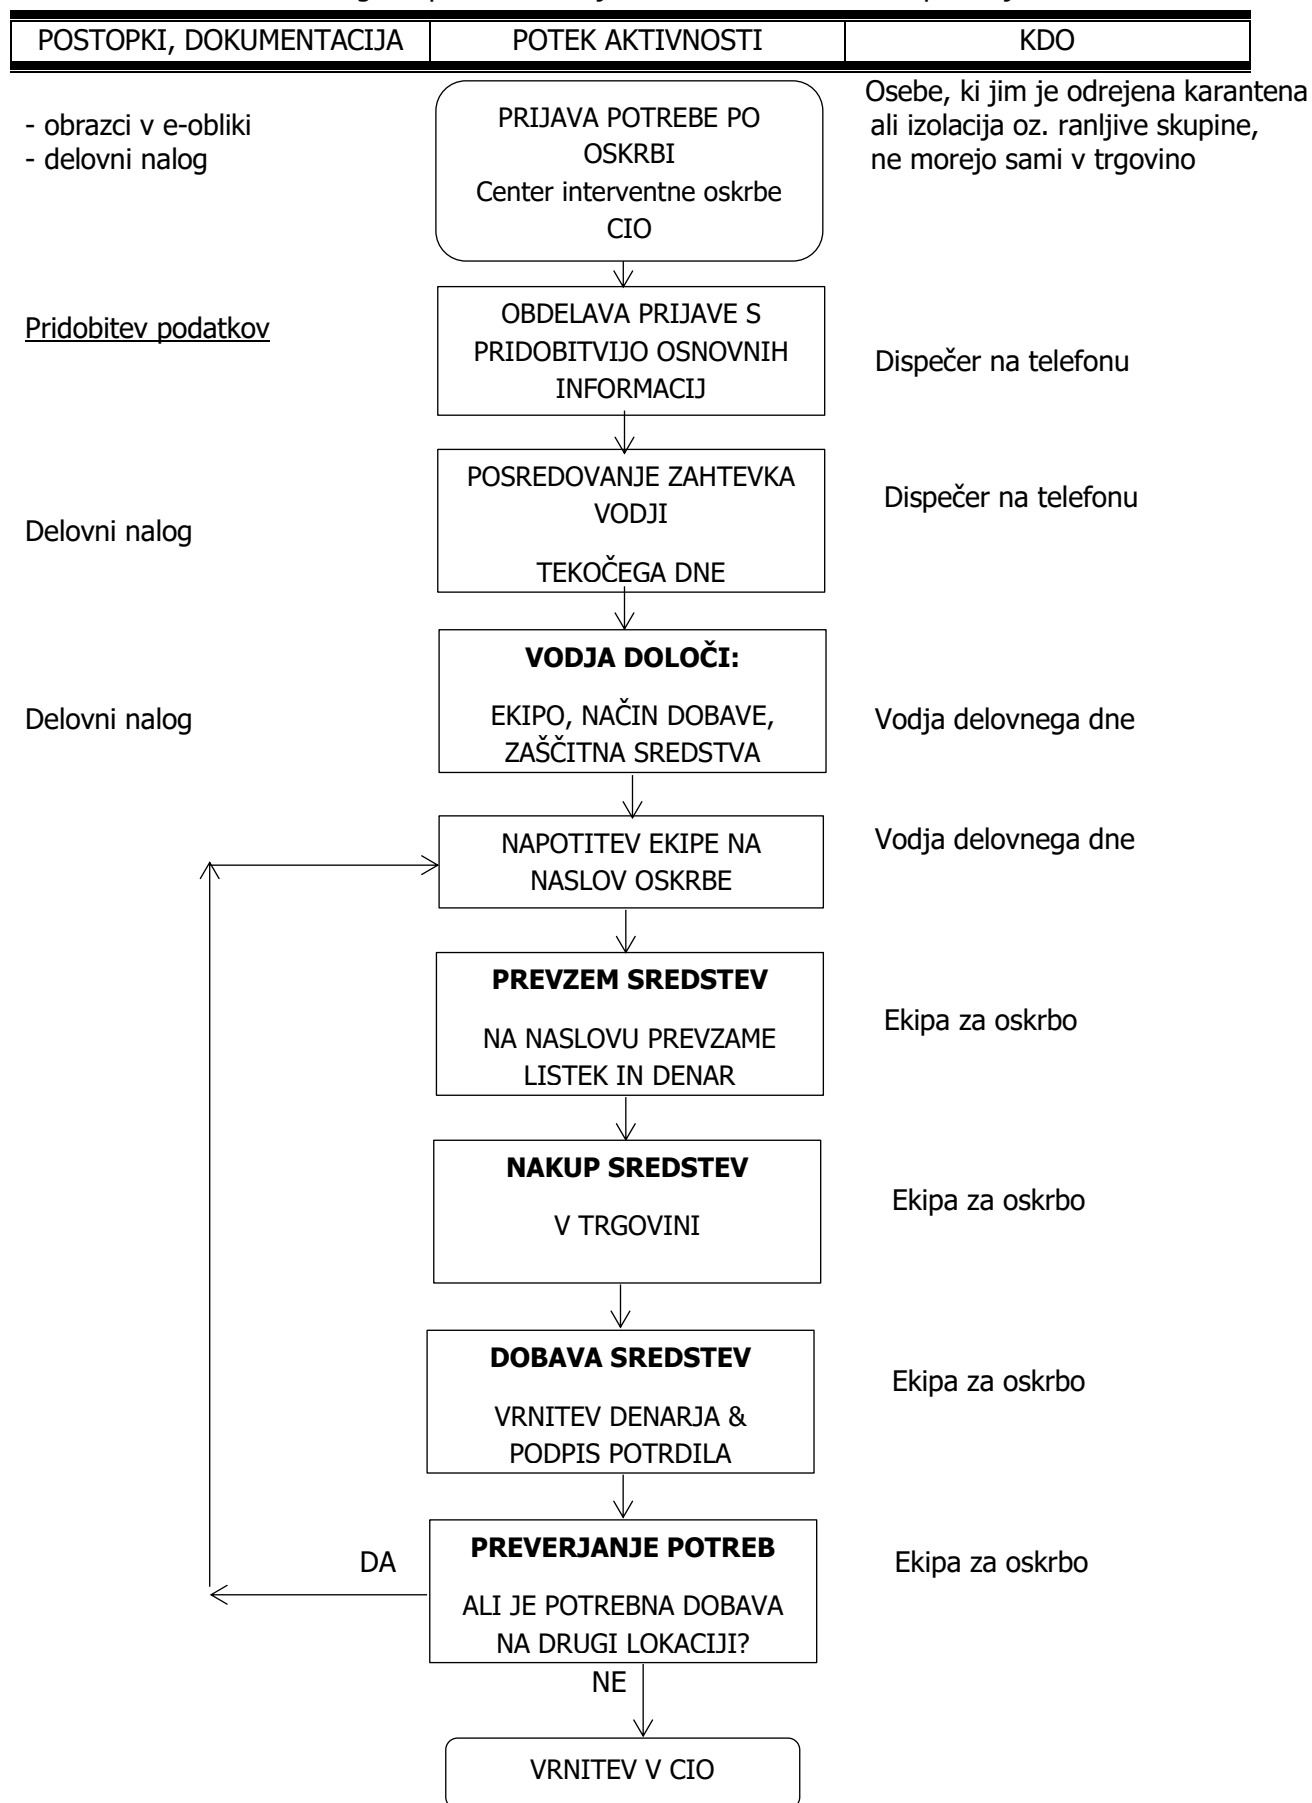 POSTOPKI, DOKUMENTACIJA
POTEK AKTIVNOSTI
KDO
- obrazci v e-obliki
- delovni nalog
PRIJAVA POTREBE PO
OSKRBI
Center interventne oskrbe
CIO
Osebe, ki jim je odrejena karantena
ali izolacija oz. ranljive skupine,
ne morejo sami v trgovino
Pridobitev podatkov
OBDELAVA PRIJAVE S
PRIDOBITVIJO OSNOVNIH
INFORMACIJ
Dispečer na telefonu
Delovni nalog
POSREDOVANJE ZAHTEVKA
VODJI
TEKOČEGA DNE
Dispečer na telefonu
Delovni nalog
VODJA DOLOČI:
EKIPO, NAČIN DOBAVE,
ZAŠČITNA SREDSTVA
Vodja delovnega dne
NAPOTITEV EKIPE NA
NASLOV OSKRBE
Vodja delovnega dne
PREVZEM SREDSTEV
NA NASLOVU PREVZAME
LISTEK IN DENAR
Ekipa za oskrbo
NAKUP SREDSTEV
V TRGOVINI
Ekipa za oskrbo
DOBAVA SREDSTEV
VRNITEV DENARJA &
PODPIS POTRDILA
Ekipa za oskrbo
DA
PREVERJANJE POTREB
ALI JE POTREBNA DOBAVA
NA DRUGI LOKACIJI?
Ekipa za oskrbo
NE
VRNITEV V CIO